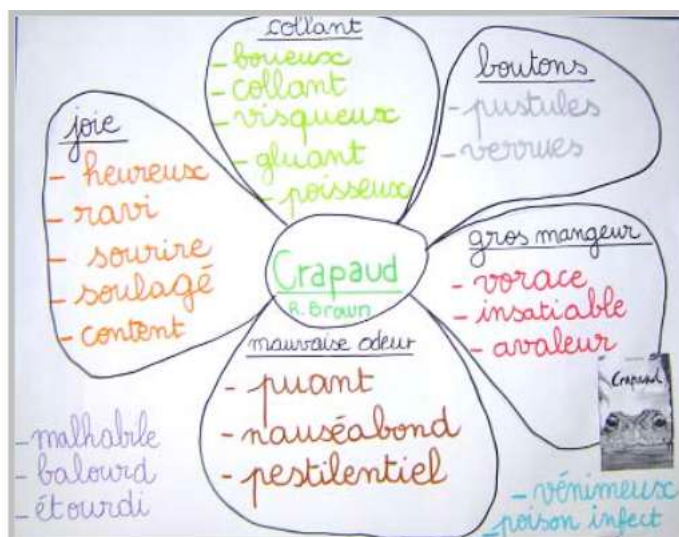 collant
- boueux
- collant
- visqueux
- gluant
- poisseux
boutons
- pustules
- verrues
joie
- heureux
- ravi
- sourire
- soulagé
- content
gros mangeur
- vorace
- insatiable
- avaleur
Crapaud
R. Brown
mauvaise odeur
- puant
- nauséabond
- pestilentiel
Crapaud
- malhabile
- balourd
- étourdi
- vénimeux
- poison infect